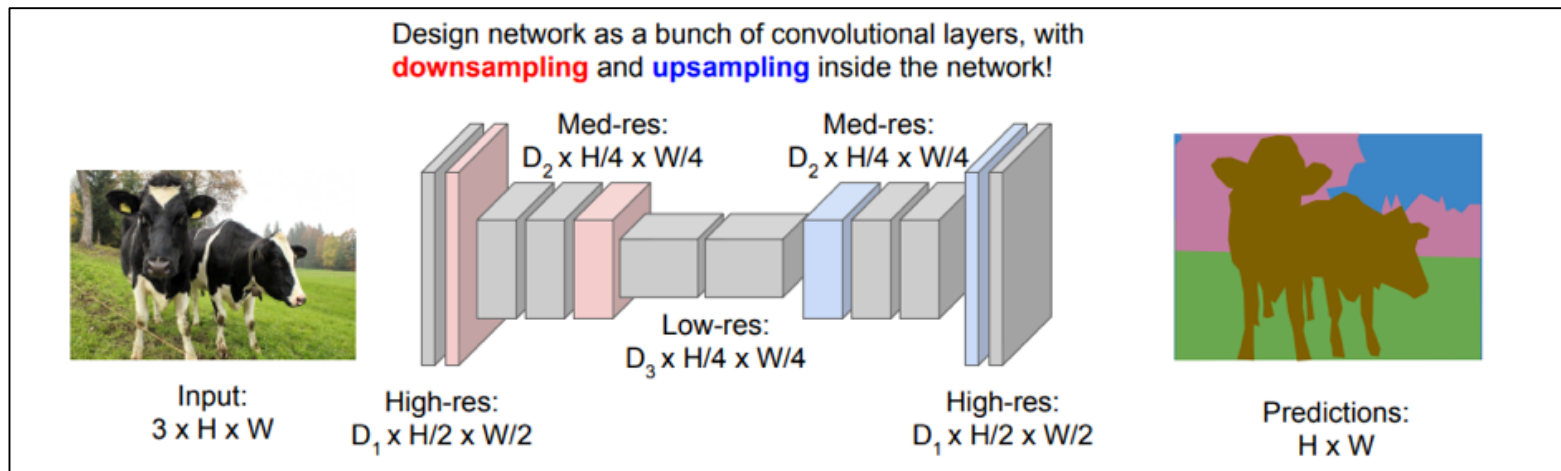 Design network as a bunch of convolutional layers, with
downsampling and upsampling inside the network!
Med-res:
D₂ x H/4 x W/4
Med-res:
D₂ x H/4 x W/4
Low-res:
D₃ x H/4 x W/4
Input:
3 x H x W
High-res:
D₁ x H/2 x W/2
High-res:
D₁ x H/2 x W/2
Predictions:
H x W